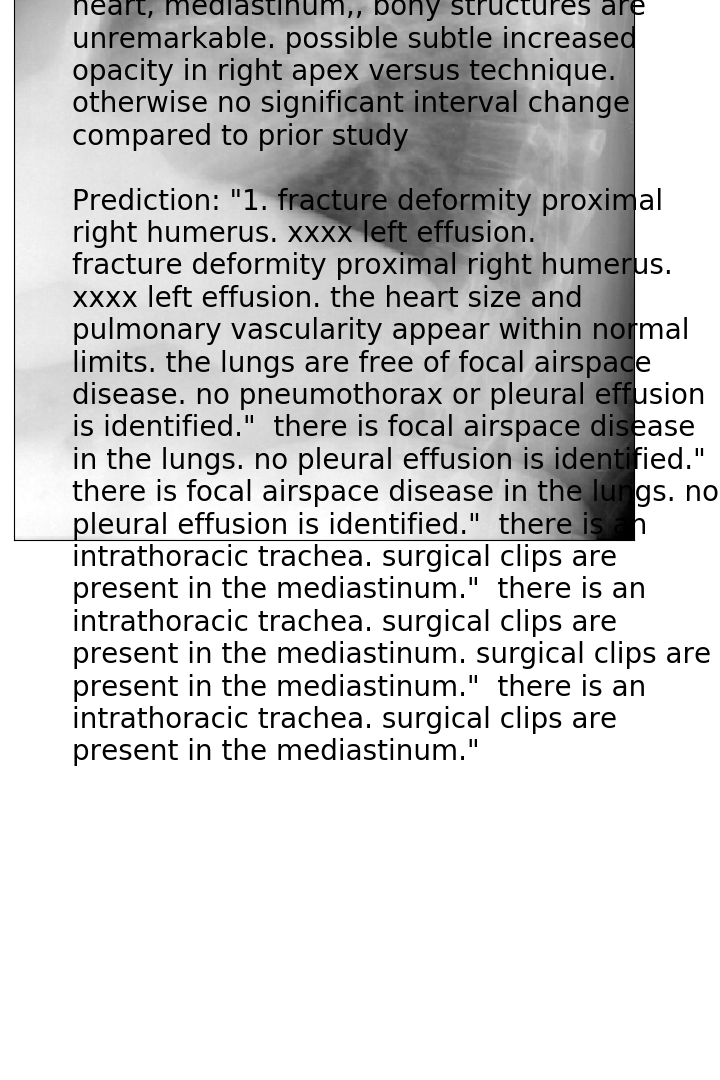 heart, mediastinum,, bony structures are
unremarkable. possible subtle increased
opacity in right apex versus technique.
otherwise no significant interval change
compared to prior study
Prediction: "1. fracture deformity proximal
right humerus. xxxx left effusion.
fracture deformity proximal right humerus.
xxxx left effusion. the heart size and
pulmonary vascularity appear within normal
limits. the lungs are free of focal airspace
disease. no pneumothorax or pleural effusion
is identified."  there is focal airspace disease
in the lungs. no pleural effusion is identified."
there is focal airspace disease in the lungs. no
pleural effusion is identified."  there is an
intrathoracic trachea. surgical clips are
present in the mediastinum."  there is an
intrathoracic trachea. surgical clips are
present in the mediastinum. surgical clips are
present in the mediastinum."  there is an
intrathoracic trachea. surgical clips are
present in the mediastinum."